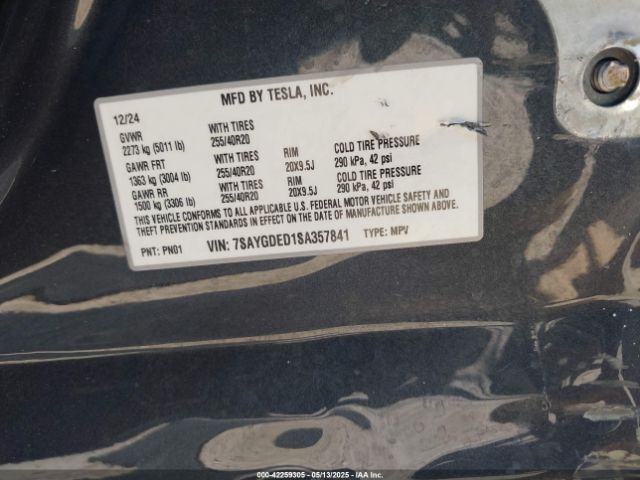 MFD BY TESLA, INC.
12/24
GVWR WITH TIRES
2273 kg (5011 lb) 255/40R20 RIM COLD TIRE PRESSURE
GAWR FRT WITH TIRES 20X9.5J 290 kPa, 42 psi
1363 kg (3004 lb) 255/40R20 RIM COLD TIRE PRESSURE
GAWR RR WITH TIRES 20X9.5J 290 kPa, 42 psi
1500 kg (3306 lb) 255/40R20
THIS VEHICLE CONFORMS TO ALL APPLICABLE U.S. FEDERAL MOTOR VEHICLE SAFETY AND
THEFT PREVENTION STANDARDS IN EFFECT ON THE DATE OF MANUFACTURE SHOWN ABOVE.
PNT: PN01 VIN: 7SAYGDED1SA357841 TYPE: MPV
000-42259305 - 05/13/2025 - IAA Inc.